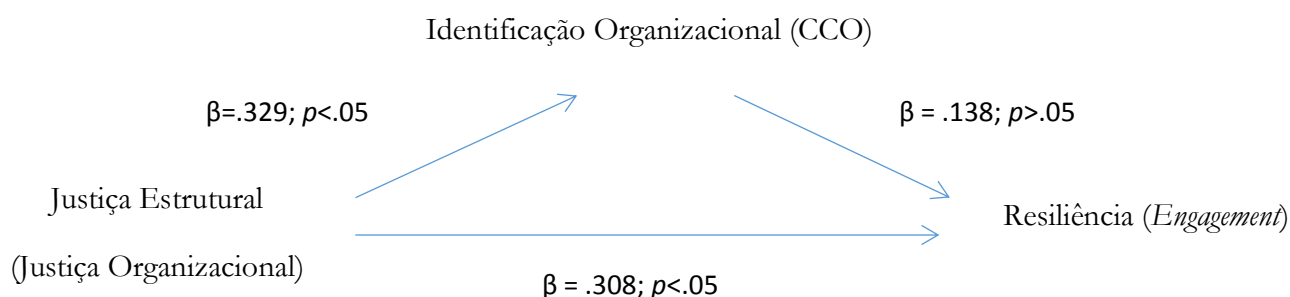 Identificação Organizacional (CCO)
β=.329; p<.05
β = .138; p>.05
Justiça Estrutural
(Justiça Organizacional)
Resiliência (Engagement)
β = .308; p<.05